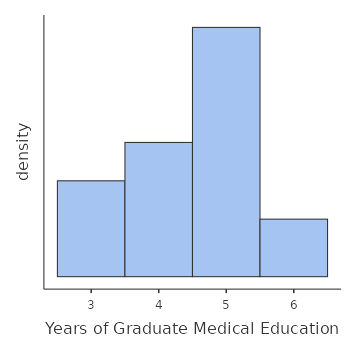 density
3 4 5 6
Years of Graduate Medical Education